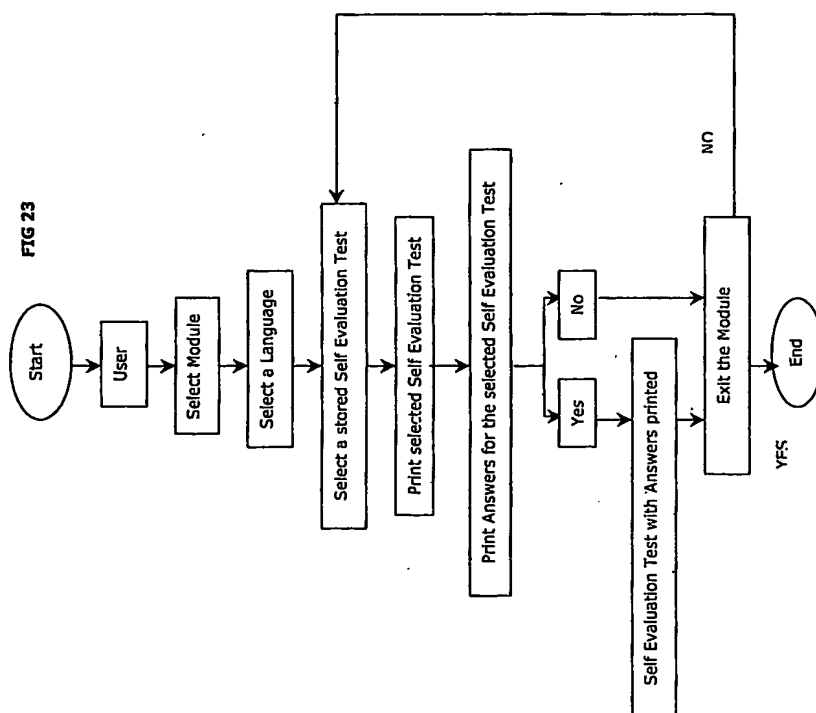 FIG 23
Start
User
Select Module
Select a Language
Select a stored Self Evaluation Test
Print selected Self Evaluation Test
Print Answers for the selected Self Evaluation Test
Yes
No
Self Evaluation Test with Answers printed
Exit the Module
NO
YES
End